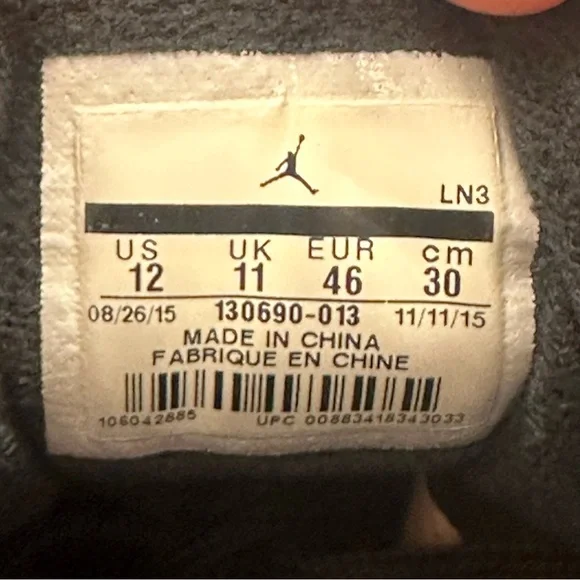 LN3
US UK EUR cm
12 11 46 30
08/26/15 130690-013 11/11/15
MADE IN CHINA
FABRIQUE EN CHINE
106042885 UPC 00883418343033